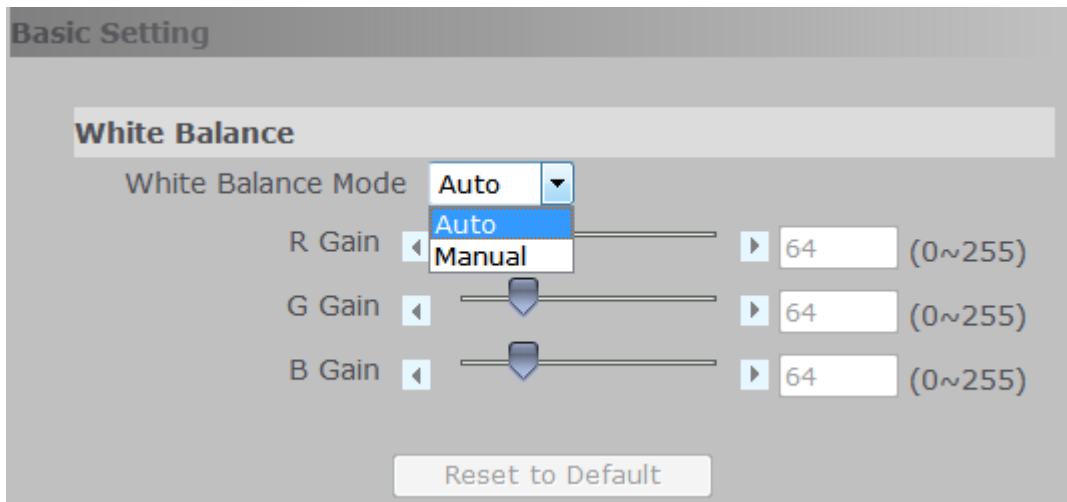 Basic Setting
White Balance
White Balance Mode Auto
Auto
R Gain 64 (0~255)
Manual
G Gain 64 (0~255)
B Gain 64 (0~255)
Reset to Default